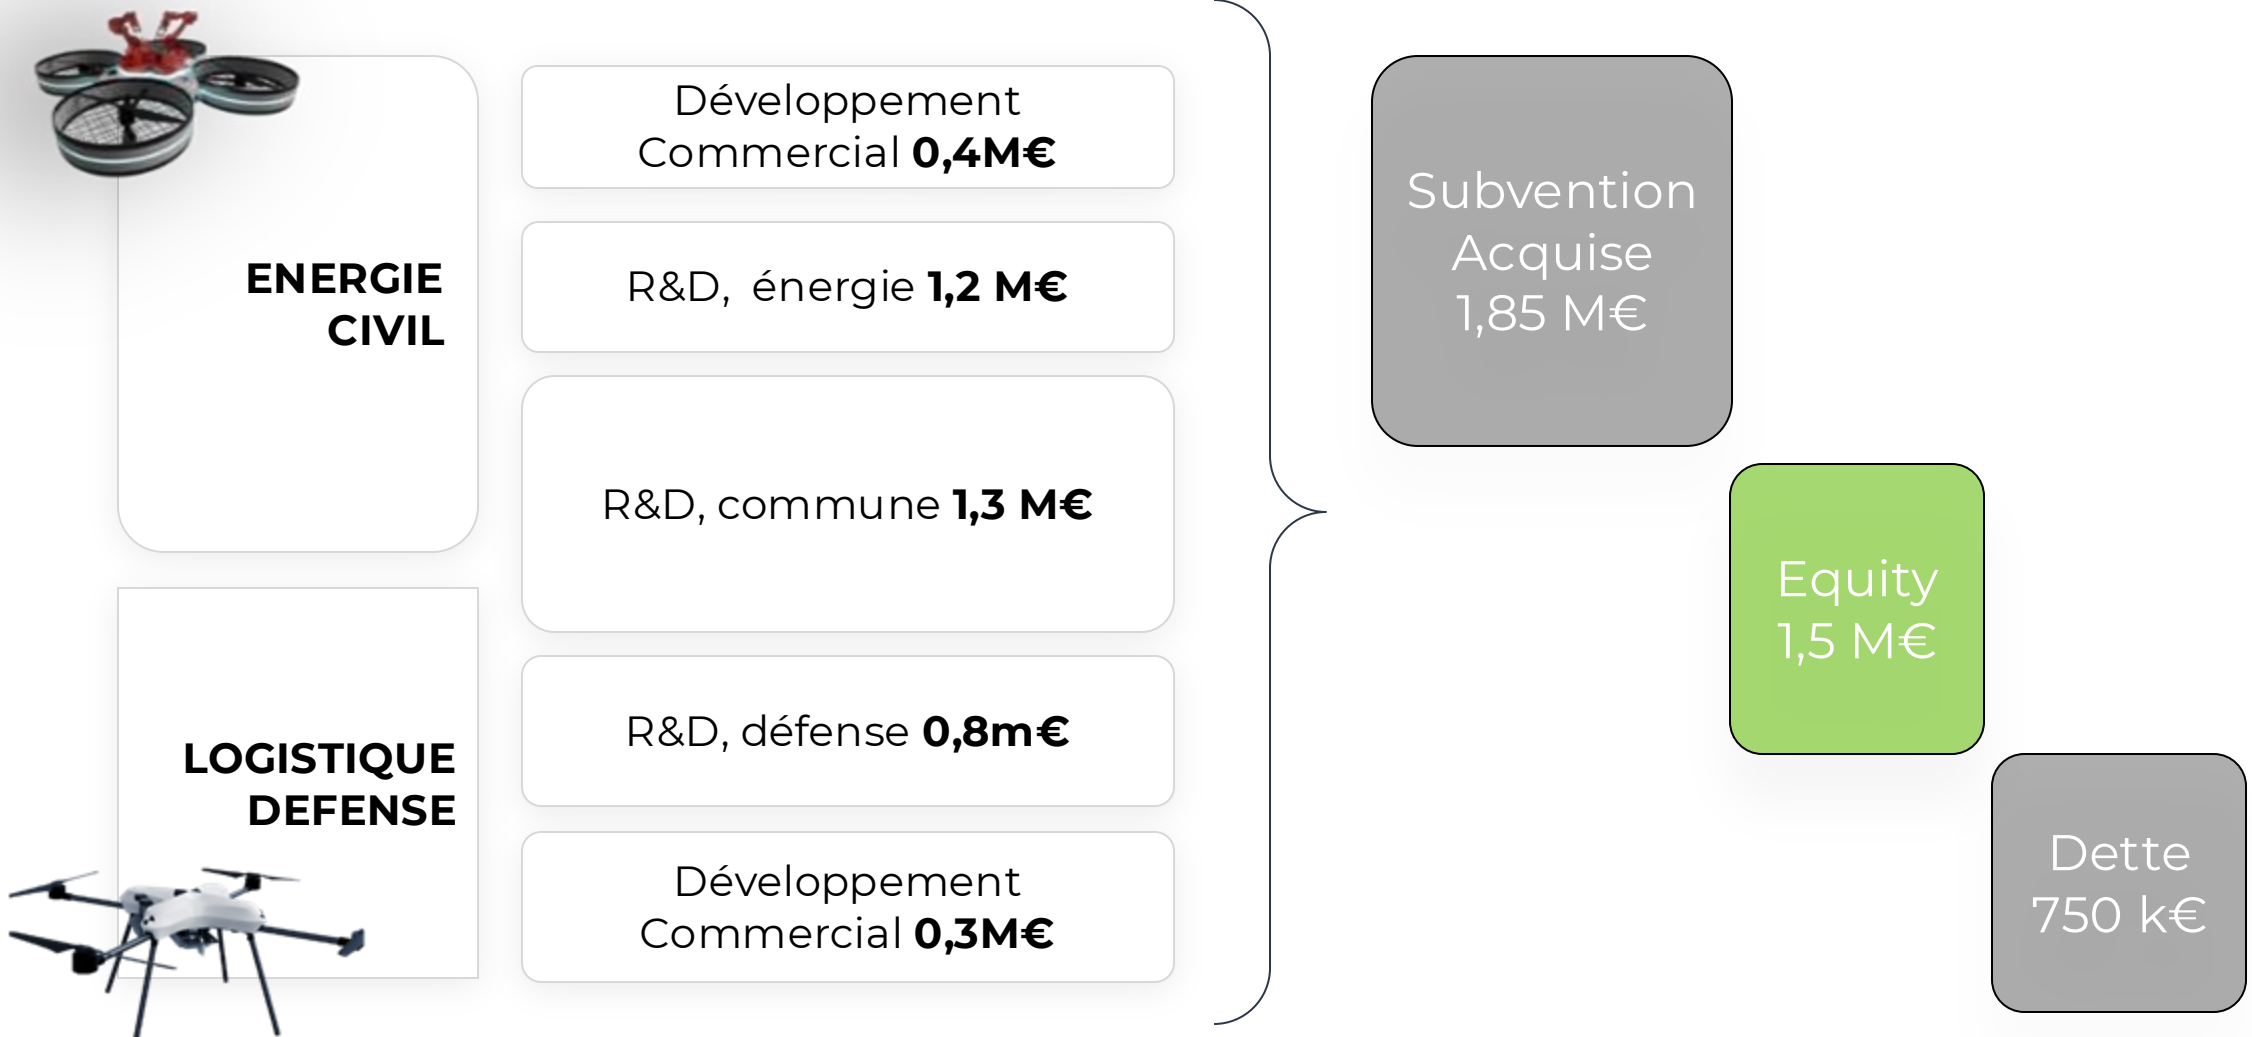 ENERGIE
CIVIL
LOGISTIQUE
DEFENSE
Développement
Commercial 0,4M€
R&D,  énergie 1,2 M€
R&D, commune 1,3 M€
R&D, défense 0,8m€
Développement
Commercial 0,3M€
Subvention
Acquise
1,85 M€
Equity
1,5 M€
Dette
750 k€